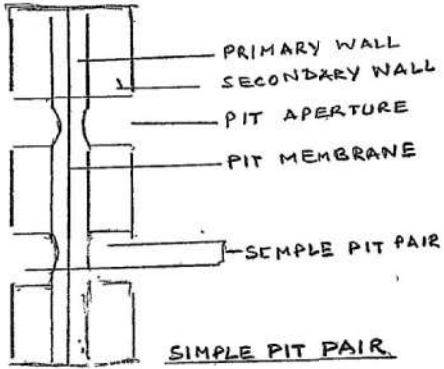 PRIMARY WALL
SECONDARY WALL
PIT APERTURE
PIT MEMBRANE
SEMPLE PIT PAIR
SIMPLE PIT PAIR